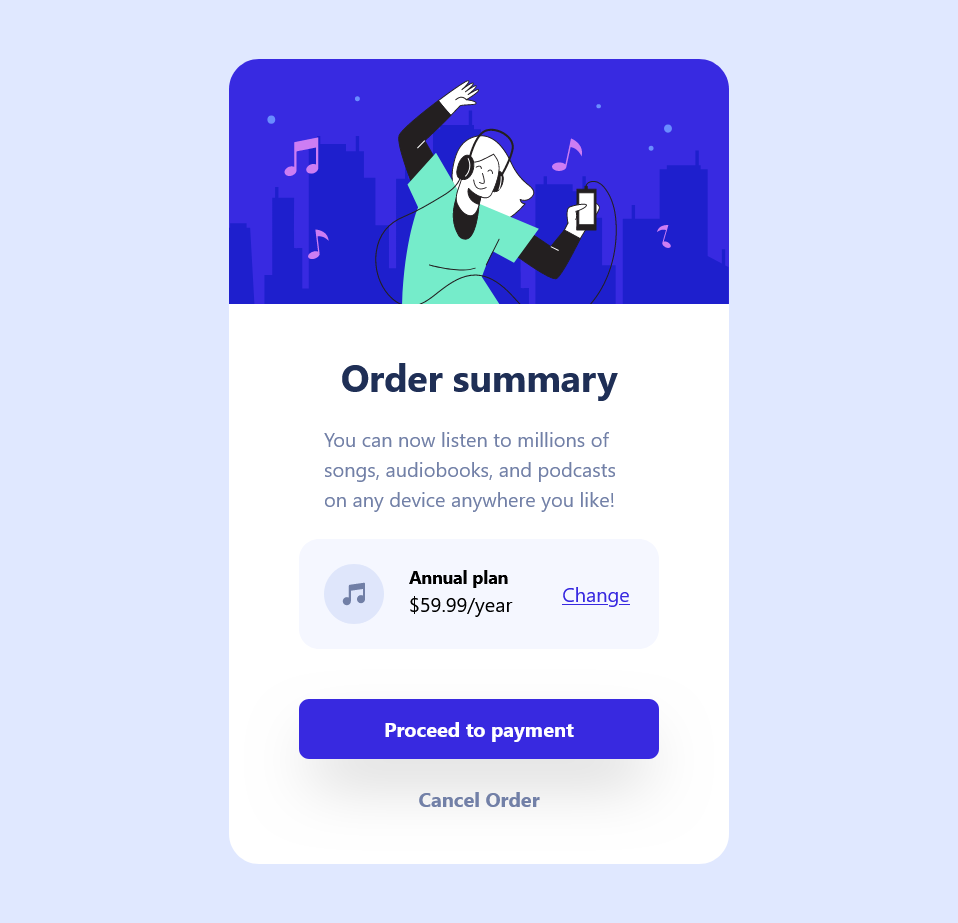 Order summary
You can now listen to millions of
songs, audiobooks, and podcasts
on any device anywhere you like!
Annual plan
$59.99/year
Change
Proceed to payment
Cancel Order